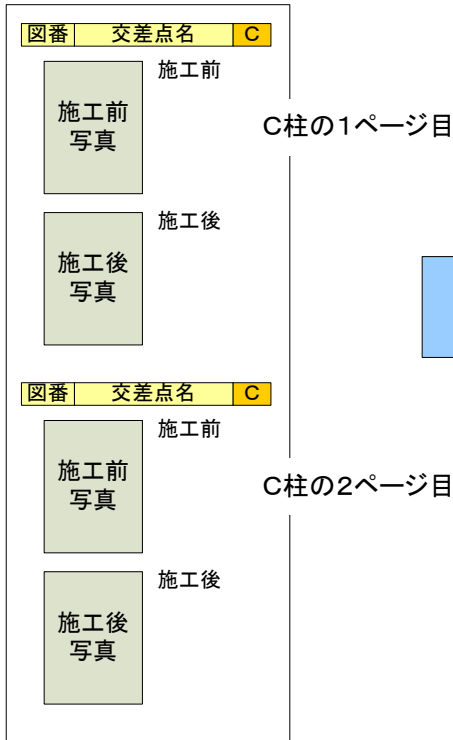 図番 交差点名 C
施工前
施工前
写真
C柱の1ページ目
施工後
施工後
写真
図番 交差点名 C
施工前
施工前
写真
C柱の2ページ目
施工後
施工後
写真